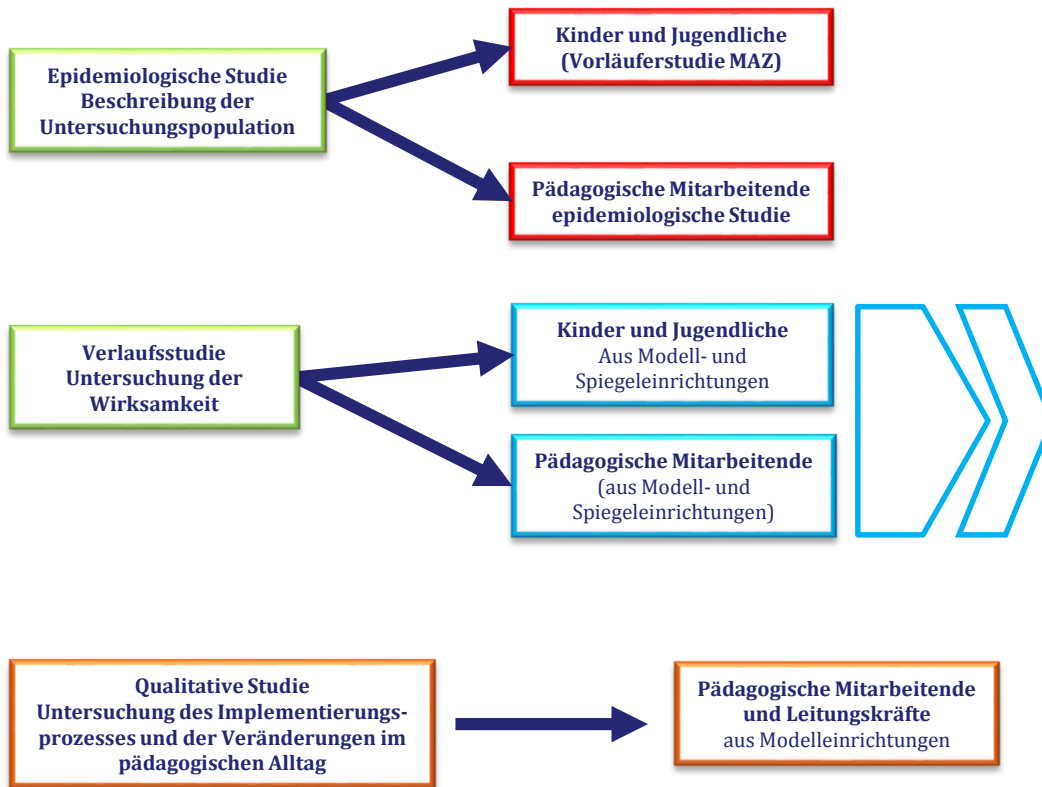 Epidemiologische Studie
Beschreibung der
Untersuchungspopulation
Kinder und Jugendliche
(Vorläuferstudie MAZ)
Pädagogische Mitarbeitende
epidemiologische Studie
Verlaufsstudie
Untersuchung der
Wirksamkeit
Kinder und Jugendliche
Aus Modell- und
Spiegeleinrichtungen
Pädagogische Mitarbeitende
(aus Modell- und
Spiegeleinrichtungen)
Qualitative Studie
Untersuchung des Implementierungs-
prozesses und der Veränderungen im
pädagogischen Alltag
Pädagogische Mitarbeitende
und Leitungskräfte
aus Modelleinrichtungen